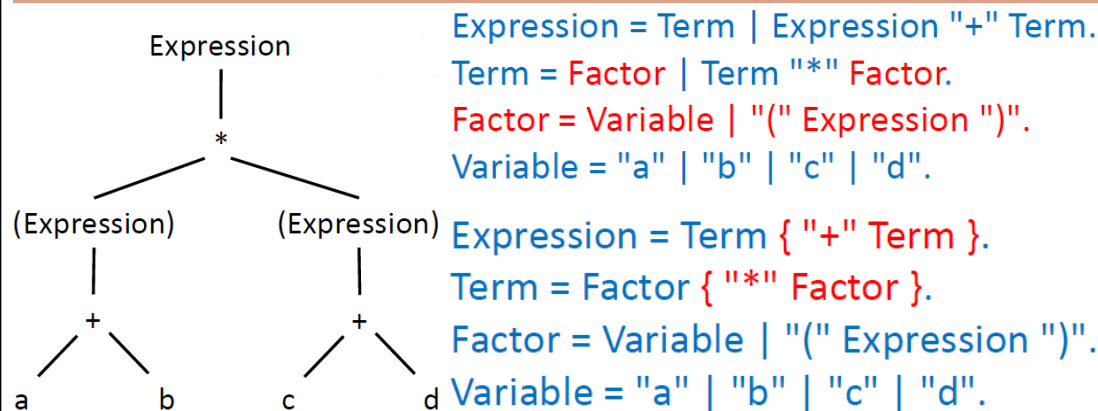 Expression
*
(Expression) (Expression)
+ +
a b c d
Expression = Term | Expression "+" Term.
Term = Factor | Term "*" Factor.
Factor = Variable | "(" Expression ")".
Variable = "a" | "b" | "c" | "d".
Expression = Term { "+" Term }.
Term = Factor { "*" Factor }.
Factor = Variable | "(" Expression ")".
Variable = "a" | "b" | "c" | "d".